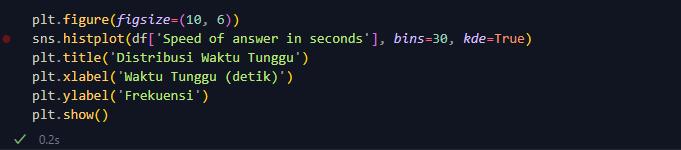 plt.figure(figsize=(10, 6))
sns.histplot(df['Speed of answer in seconds'], bins=30, kde=True)
plt.title('Distribusi Waktu Tunggu')
plt.xlabel('Waktu Tunggu (detik)')
plt.ylabel('Frekuensi')
plt.show()
0.2s